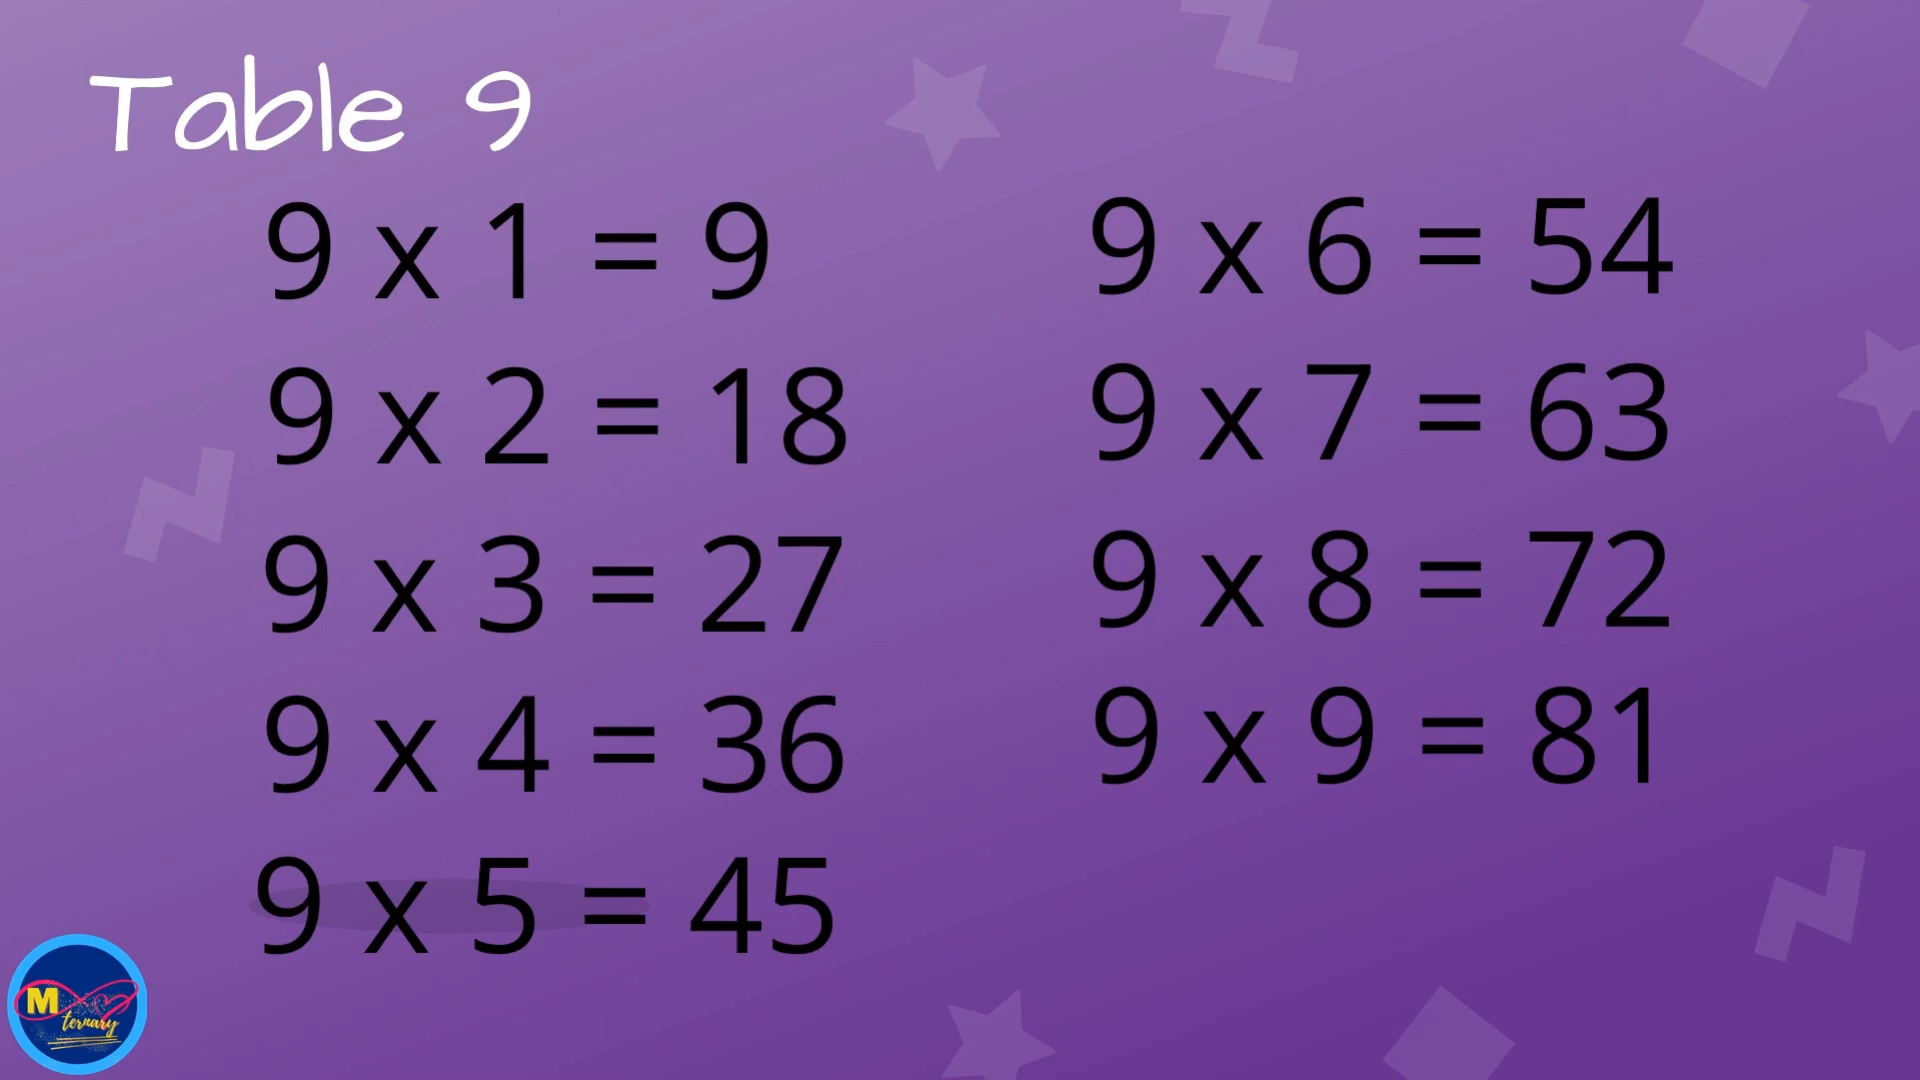 Table 9
9 x 1 = 9
9 x 2 = 18
9 x 3 = 27
9 x 4 = 36
9 x 5 = 45
9 x 6 = 54
9 x 7 = 63
9 x 8 = 72
9 x 9 = 81
M
ternary